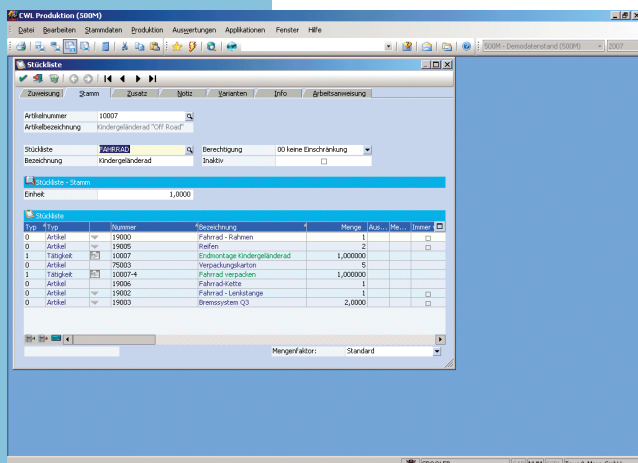 CWL Produktion (500M)
Datei Bearbeiten Stammdaten Produktion Auswertungen Applikationen Fenster Hilfe
500M - Demodatenstand (500M) 2007
Stückliste
Zuweisung Stamm Zusatz Notiz Varianten Info Arbeitsanweisung
Artikelnummer 10007
Artikelbezeichnung Kindergeländerad "Off Road"
Stückliste FAHRRAD Berechtigung 00 keine Einschränkung
Bezeichnung Kindergeländerad Inaktiv
Stückliste - Stamm
Einheit 1,0000
Stückliste
Typ Typ Nummer Bezeichnung Menge Aus... Me... Immer
0 Artikel 19000 Fahrrad - Rahmen 1
0 Artikel 19005 Reifen 2
1 Tätigkeit 10007 Endmontage Kindergeländerad 1,000000
0 Artikel 75003 Verpackungskarton 5
1 Tätigkeit 10007-4 Fahrrad verpacken 1,000000
0 Artikel 19006 Fahrrad-Kette 1
0 Artikel 19002 Fahrrad - Lenkstange 1
0 Artikel 19003 Bremssystem Q3 2,0000
Mengenfaktor: Standard
NUM